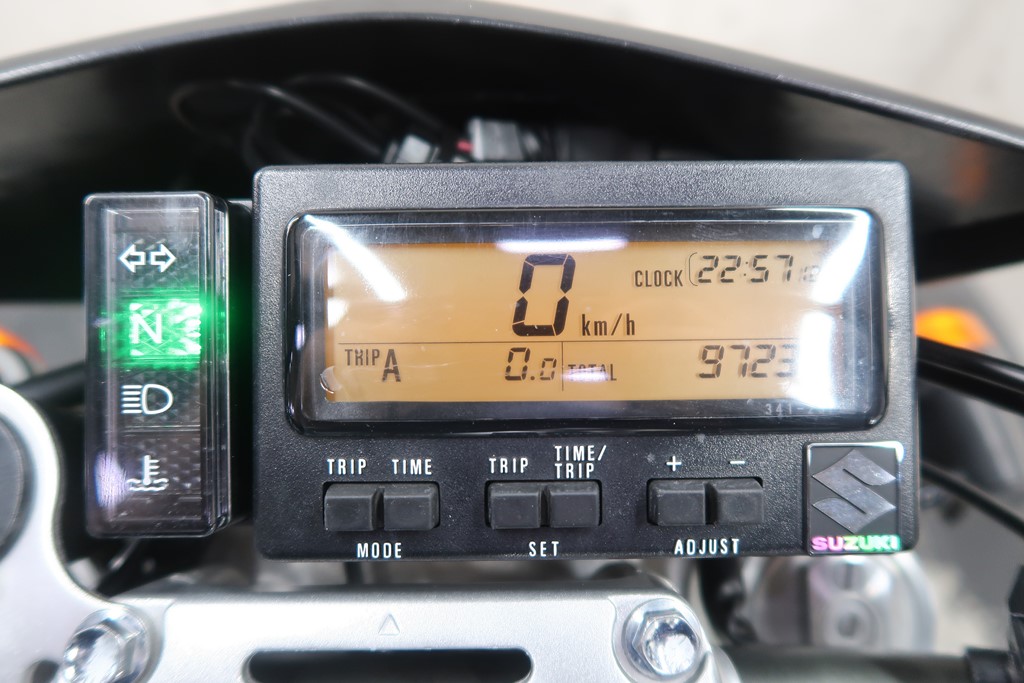 CLOCK 22:57
0 km/h
TRIP A 0.0 TOTAL 9723
N
TRIP TIME TRIP TIME/TRIP + −
MODE SET ADJUST
SUZUKI